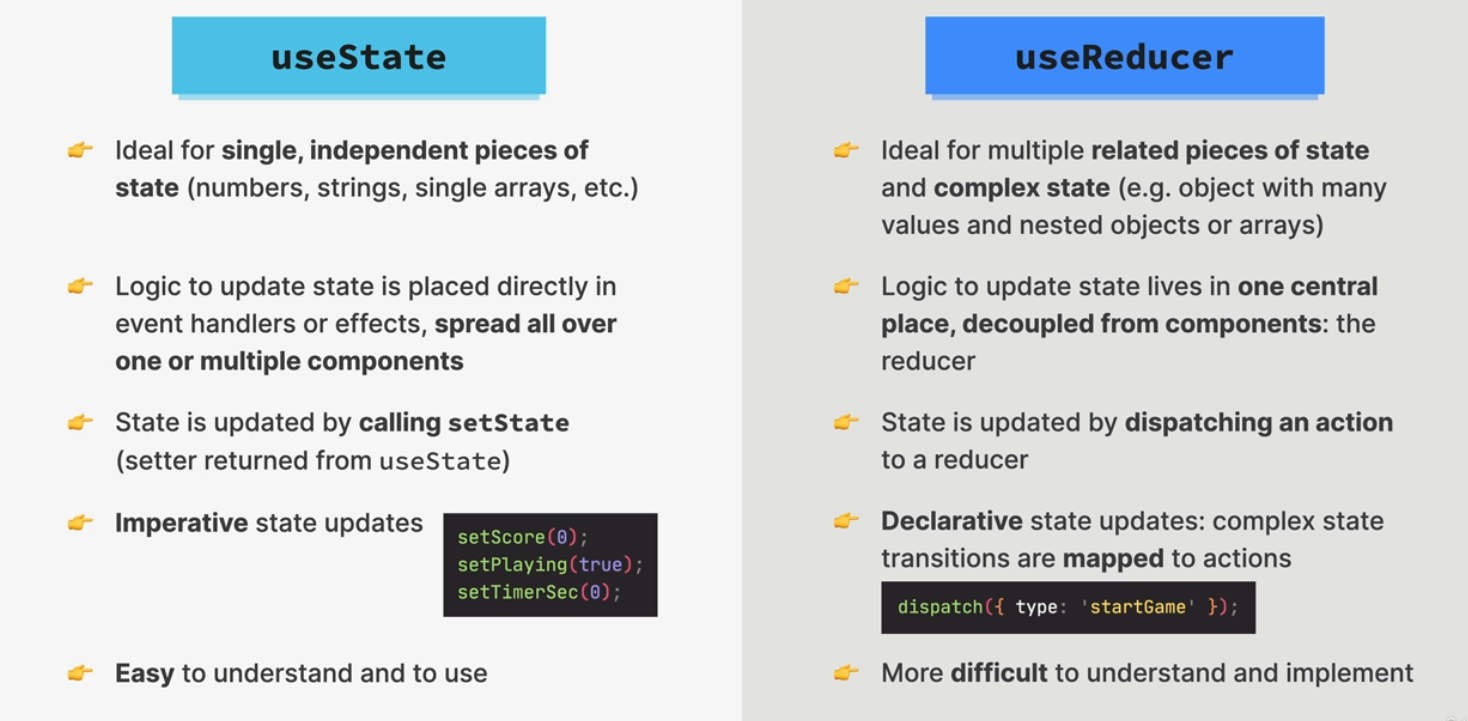 useState
Ideal for single, independent pieces of
state (numbers, strings, single arrays, etc.)
Logic to update state is placed directly in
event handlers or effects, spread all over
one or multiple components
State is updated by calling setState
(setter returned from useState)
Imperative state updates
setScore(0);
setPlaying(true);
setTimerSec(0);
Easy to understand and to use
useReducer
Ideal for multiple related pieces of state
and complex state (e.g. object with many
values and nested objects or arrays)
Logic to update state lives in one central
place, decoupled from components: the
reducer
State is updated by dispatching an action
to a reducer
Declarative state updates: complex state
transitions are mapped to actions
dispatch({ type: 'startGame' });
More difficult to understand and implement